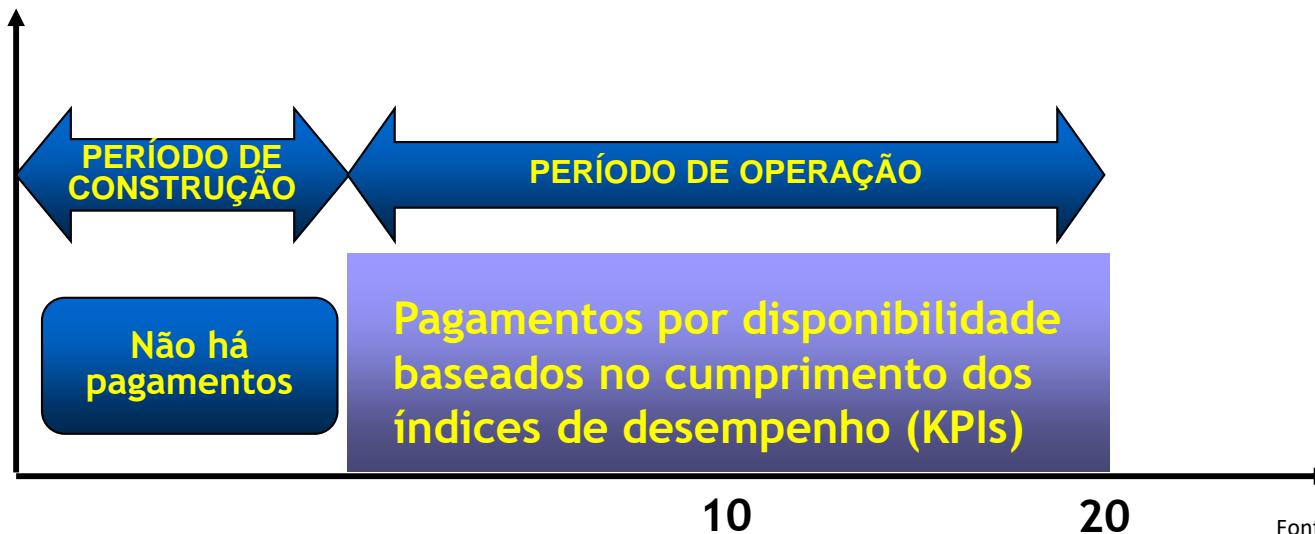 PERÍODO DE
CONSTRUÇÃO
PERÍODO DE OPERAÇÃO
Não há
pagamentos
Pagamentos por disponibilidade
baseados no cumprimento dos
índices de desempenho (KPIs)
10
20